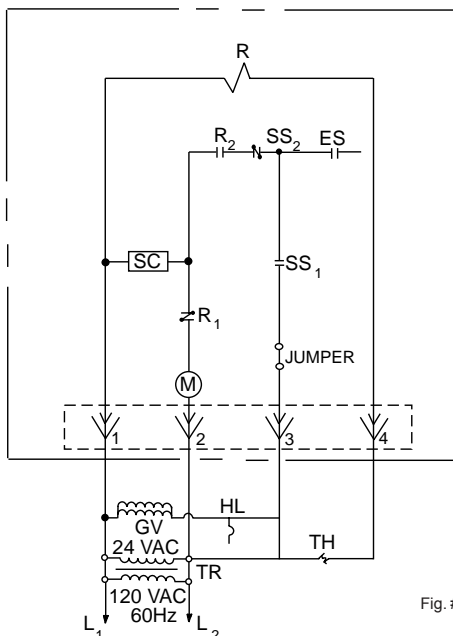 R
R2 SS2 ES
SC
SS1
R1
JUMPER
M
1 2 3 4
HL
GV
24 VAC
TH
TR
120 VAC
60Hz
L1 L2
Fig.